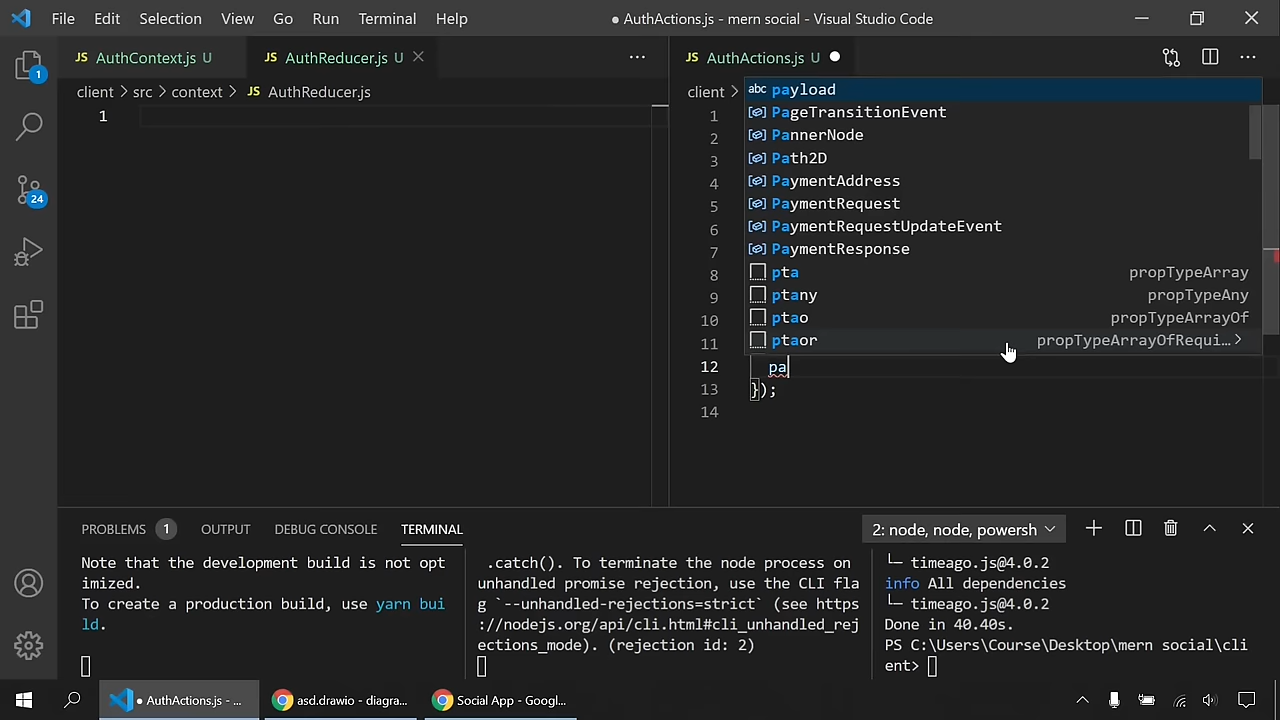 File Edit Selection View Go Run Terminal Help
● AuthActions.js - mern social - Visual Studio Code
JS AuthContext.js U
JS AuthReducer.js U
JS AuthActions.js U
client > src > context > JS AuthReducer.js
client >
1
1
2
3
4
5
6
7
8
9
10
11
12
13
14
abc payload
PageTransitionEvent
PannerNode
Path2D
PaymentAddress
PaymentRequest
PaymentRequestUpdateEvent
PaymentResponse
pta propTypeArray
ptany propTypeAny
ptao propTypeArrayOf
ptaor propTypeArrayOfRequi… >
pa
});
1
24
PROBLEMS 1 OUTPUT DEBUG CONSOLE TERMINAL
2: node, node, powersh
Note that the development build is not opt
imized.
To create a production build, use yarn bui
ld.
.catch(). To terminate the node process on
unhandled promise rejection, use the CLI fla
g `--unhandled-rejections=strict` (see https
://nodejs.org/api/cli.html#cli_unhandled_rej
ections_mode). (rejection id: 2)
└─ timeago.js@4.0.2
info All dependencies
└─ timeago.js@4.0.2
Done in 40.40s.
PS C:\Users\Course\Desktop\mern social\cli
ent>
● AuthActions.js - ...
asd.drawio - diagra...
Social App - Googl...